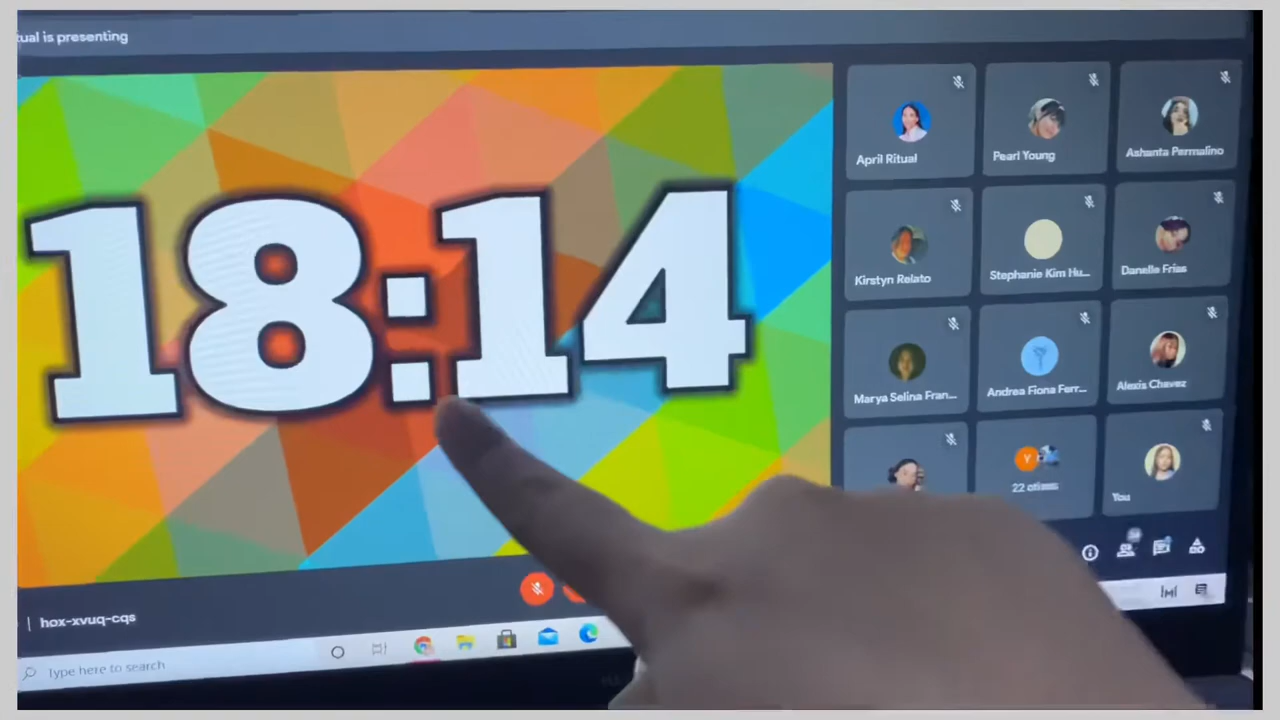 tual is presenting
18:14
April Ritual
Pearl Young
Ashanta Permalino
Kirstyn Relato
Stephanie Kim Hu...
Danelle Frias
Marya Selina Fran...
Andrea Fiona Ferr...
Alexis Chavez
Y
22 others
You
hox-xvuq-cqs
Type here to search